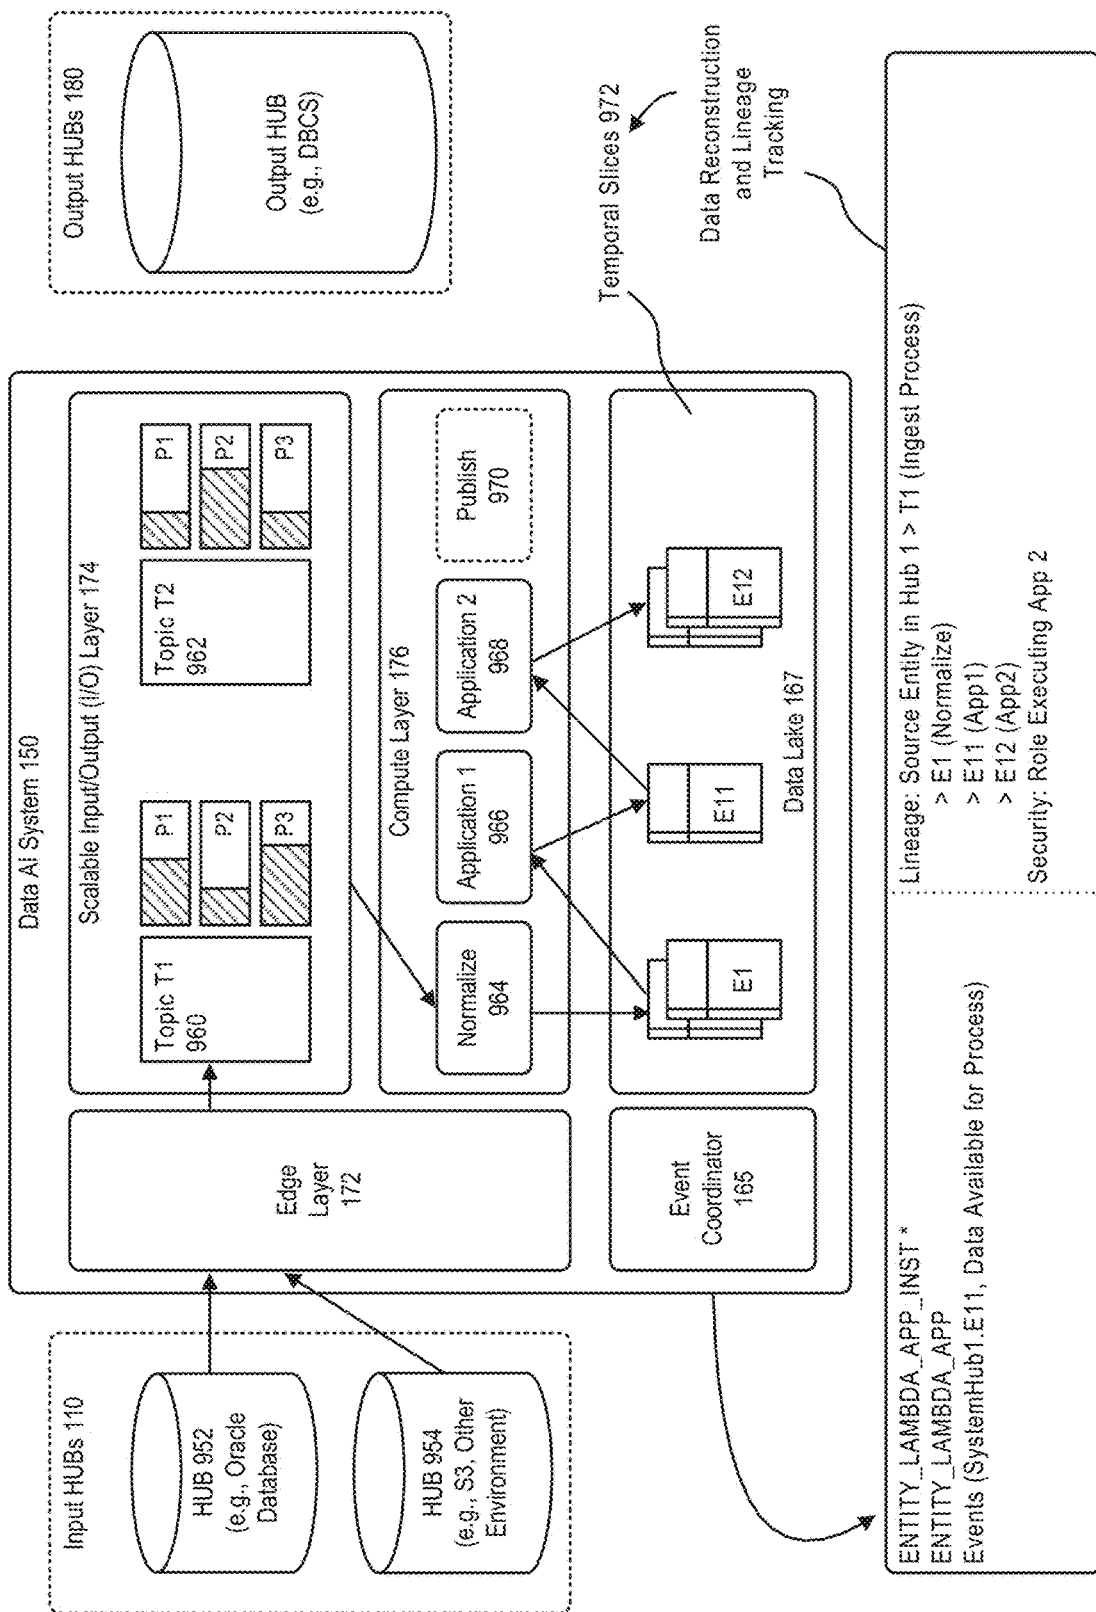 Input HUBs 110
HUB 952
(e.g., Oracle
Database)
HUB 954
(e.g., S3, Other
Environment)
Data AI System 150
Edge
Layer
172
Event
Coordinator
165
Scalable Input/Output (I/O) Layer 174
Topic T1
960
P1
P2
P3
Topic T2
962
P1
P2
P3
Compute Layer 176
Normalize
964
Application 1
966
Application 2
968
Publish
970
E1
E11
E12
Data Lake 167
Output HUBs 180
Output HUB
(e.g., DBCS)
Temporal Slices 972
Data Reconstruction
and Lineage
Tracking
ENTITY_LAMBDA_APP_INST *
ENTITY_LAMBDA_APP
Events (SystemHub1.E11, Data Available for Process)
Lineage: Source Entity in Hub 1 > T1 (Ingest Process)
> E1 (Normalize)
> E11 (App1)
> E12 (App2)
Security: Role Executing App 2